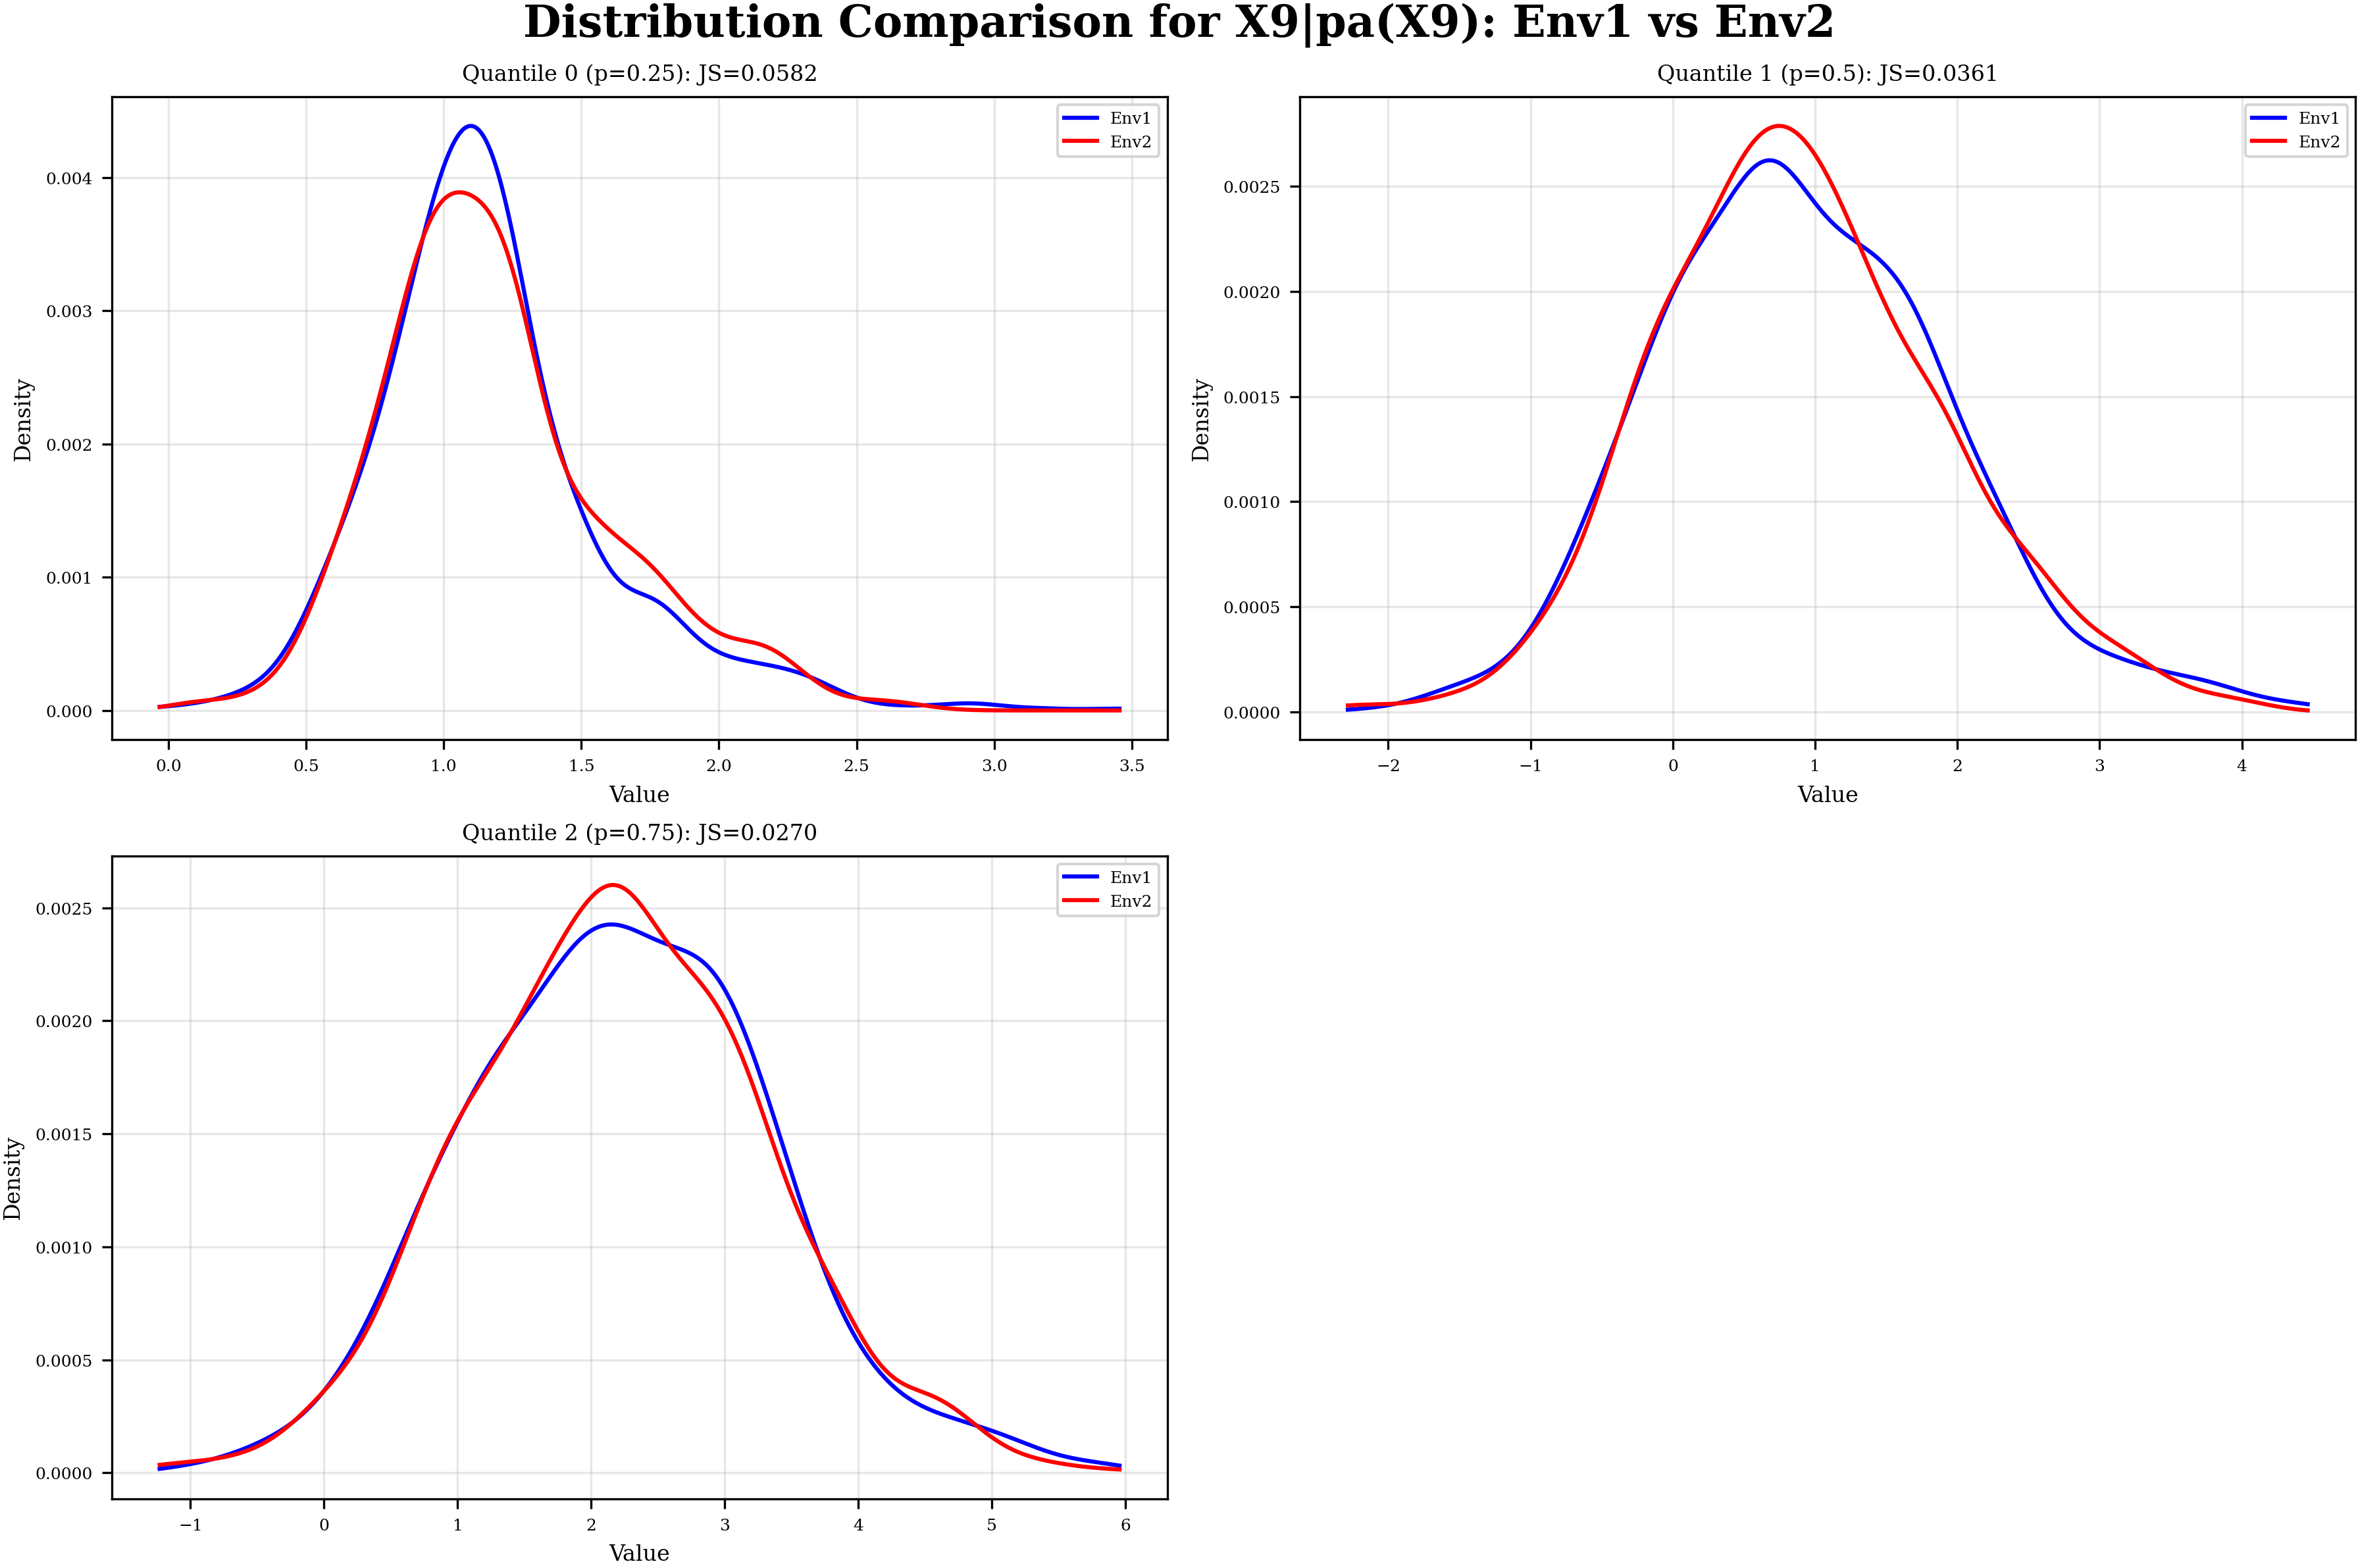 Distribution Comparison for X9|pa(X9): Env1 vs Env2
Quantile 0 (p=0.25): JS=0.0582
Env1
Env2
0.004
0.003
0.002
0.001
0.000
Density
0.0
0.5
1.0
1.5
2.0
2.5
3.0
3.5
Value
Quantile 1 (p=0.5): JS=0.0361
Env1
Env2
0.0025
0.0020
0.0015
0.0010
0.0005
0.0000
Density
−2
−1
0
1
2
3
4
Value
Quantile 2 (p=0.75): JS=0.0270
Env1
Env2
0.0025
0.0020
0.0015
0.0010
0.0005
0.0000
Density
−1
0
1
2
3
4
5
6
Value